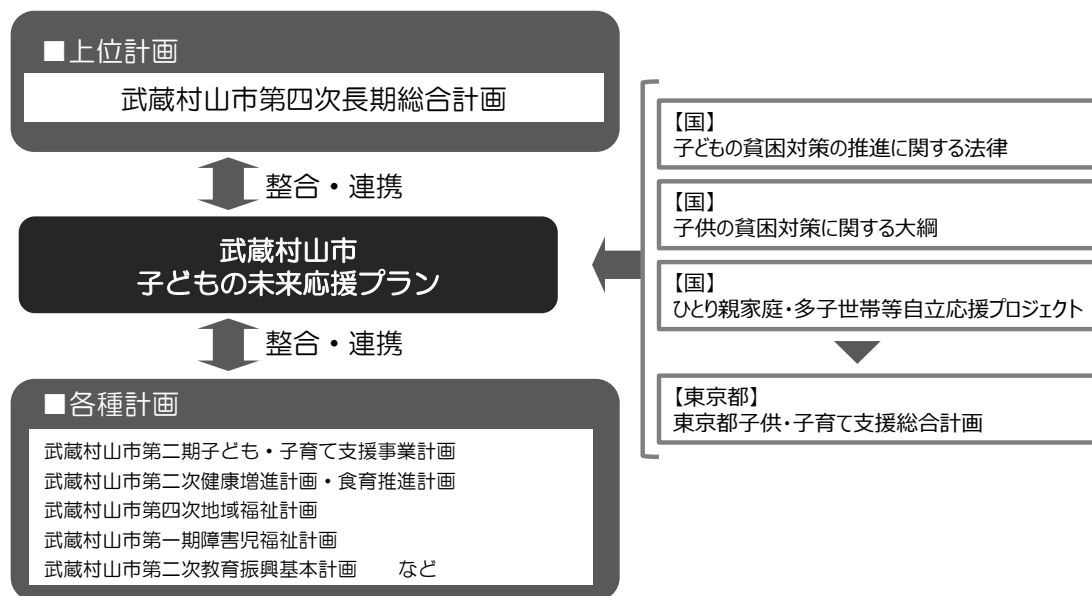 ■上位計画
武蔵村山市第四次長期総合計画
整合・連携
武蔵村山市
子どもの未来応援プラン
整合・連携
■各種計画
武蔵村山市第二期子ども・子育て支援事業計画
武蔵村山市第二次健康増進計画・食育推進計画
武蔵村山市第四次地域福祉計画
武蔵村山市第一期障害児福祉計画
武蔵村山市第二次教育振興基本計画　　など
【国】
子どもの貧困対策の推進に関する法律
【国】
子供の貧困対策に関する大綱
【国】
ひとり親家庭・多子世帯等自立応援プロジェクト
【東京都】
東京都子供・子育て支援総合計画